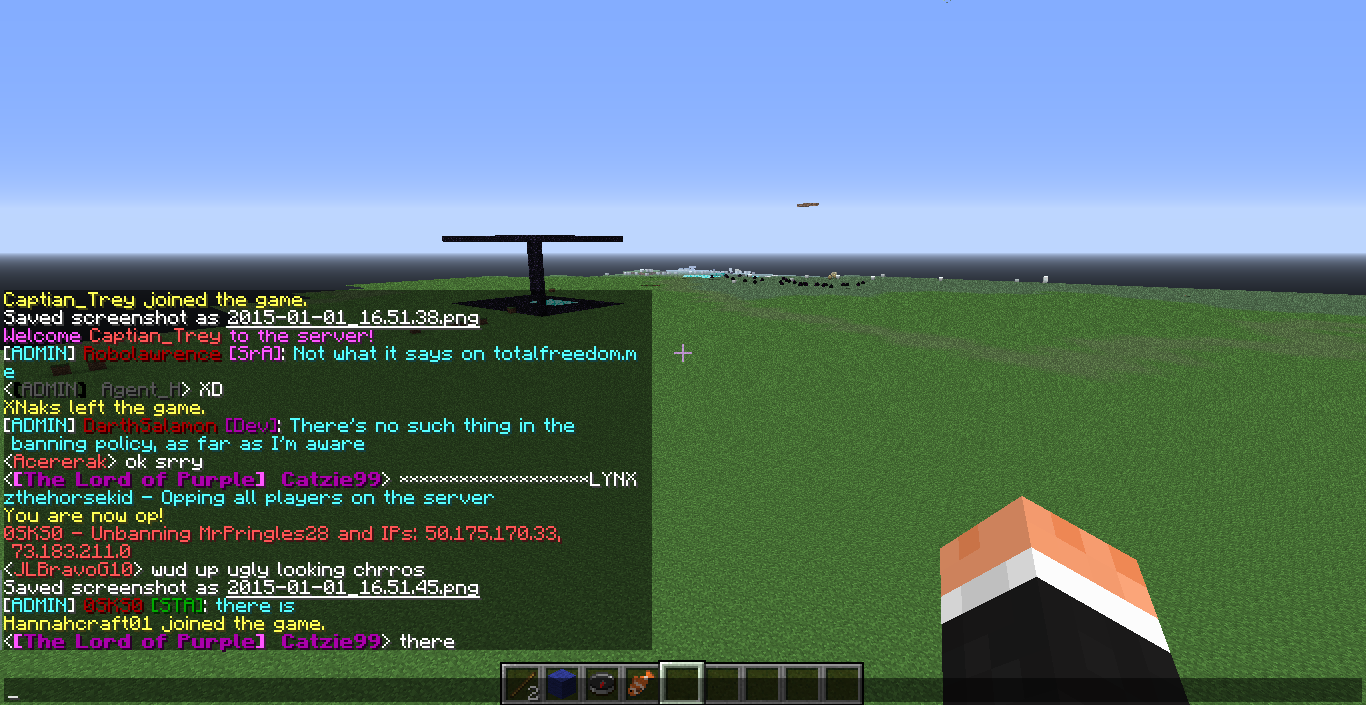 Captian_Trey joined the game.
Saved screenshot as 2015-01-01_16.51.38.png
Welcome Captian_Trey to the server!
[ADMIN] Robolawrence [SrA]: Not what it says on totalfreedom.m
e
<[ADMIN] Agent_H> XD
XNaks left the game.
[ADMIN] DarthSalamon [Dev]: There's no such thing in the
banning policy, as far as I'm aware
<Acererak> ok srry
<[The Lord of Purple] Catzie99> ××××××××××××××××××××LYNX
zthehorsekid - Opping all players on the server
You are now op!
0SKS0 - Unbanning MrPringles28 and IPs: 50.175.170.33,
73.183.211.0
<JLBravoG10> wud up ugly looking chrros
Saved screenshot as 2015-01-01_16.51.45.png
[ADMIN] 0SKS0 [STA]: there is
Hannahcraft01 joined the game.
<[The Lord of Purple] Catzie99> there
2
_